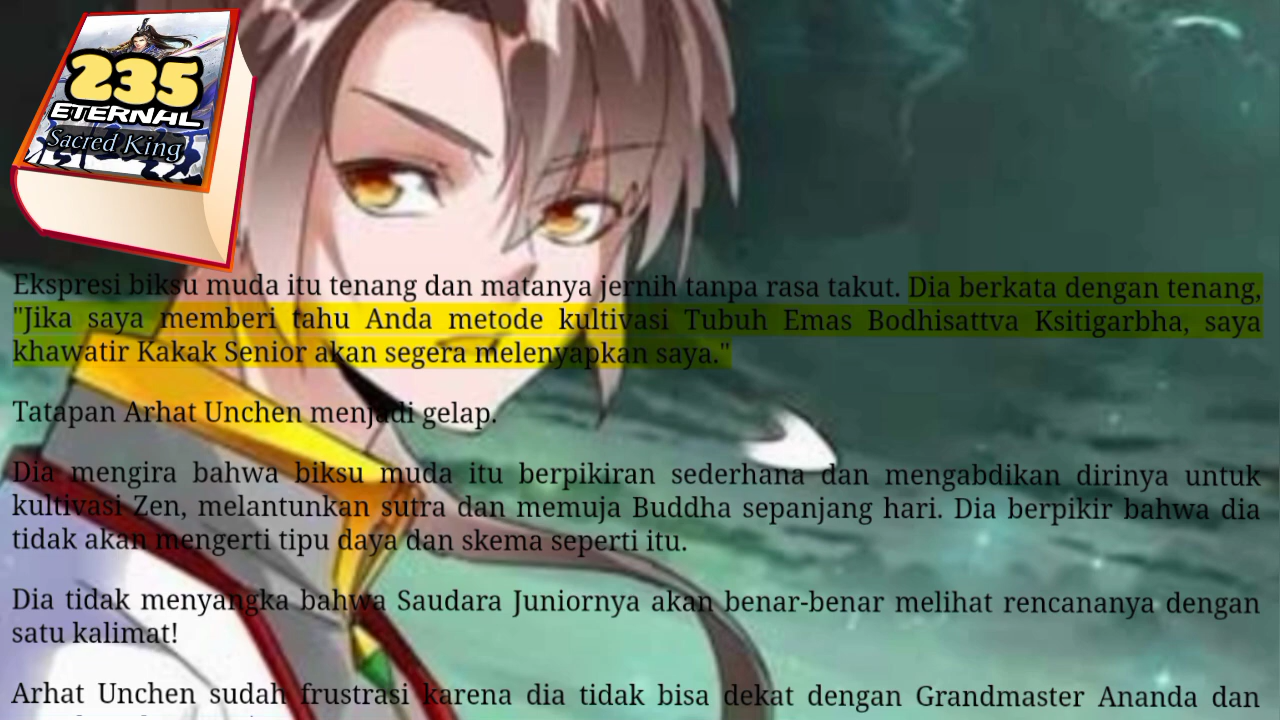 235
ETERNAL
Sacred King
Ekspresi biksu muda itu tenang dan matanya jernih tanpa rasa takut. Dia berkata dengan tenang,
"Jika saya memberi tahu Anda metode kultivasi Tubuh Emas Bodhisattva Ksitigarbha, saya
khawatir Kakak Senior akan segera melenyapkan saya."
Tatapan Arhat Unchen menjadi gelap.
Dia mengira bahwa biksu muda itu berpikiran sederhana dan mengabdikan dirinya untuk
kultivasi Zen, melantunkan sutra dan memuja Buddha sepanjang hari. Dia berpikir bahwa dia
tidak akan mengerti tipu daya dan skema seperti itu.
Dia tidak menyangka bahwa Saudara Juniornya akan benar-benar melihat rencananya dengan
satu kalimat!
Arhat Unchen sudah frustrasi karena dia tidak bisa dekat dengan Grandmaster Ananda dan